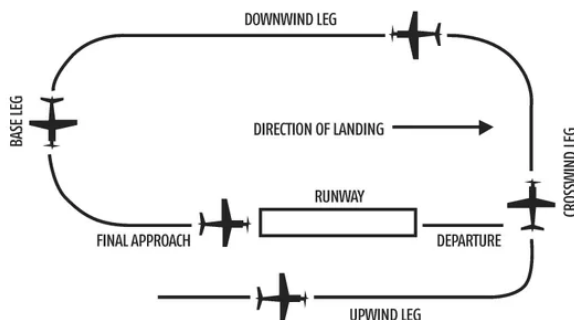 DOWNWIND LEG
BASE LEG
DIRECTION OF LANDING
CROSSWIND LEG
RUNWAY
FINAL APPROACH
DEPARTURE
UPWIND LEG